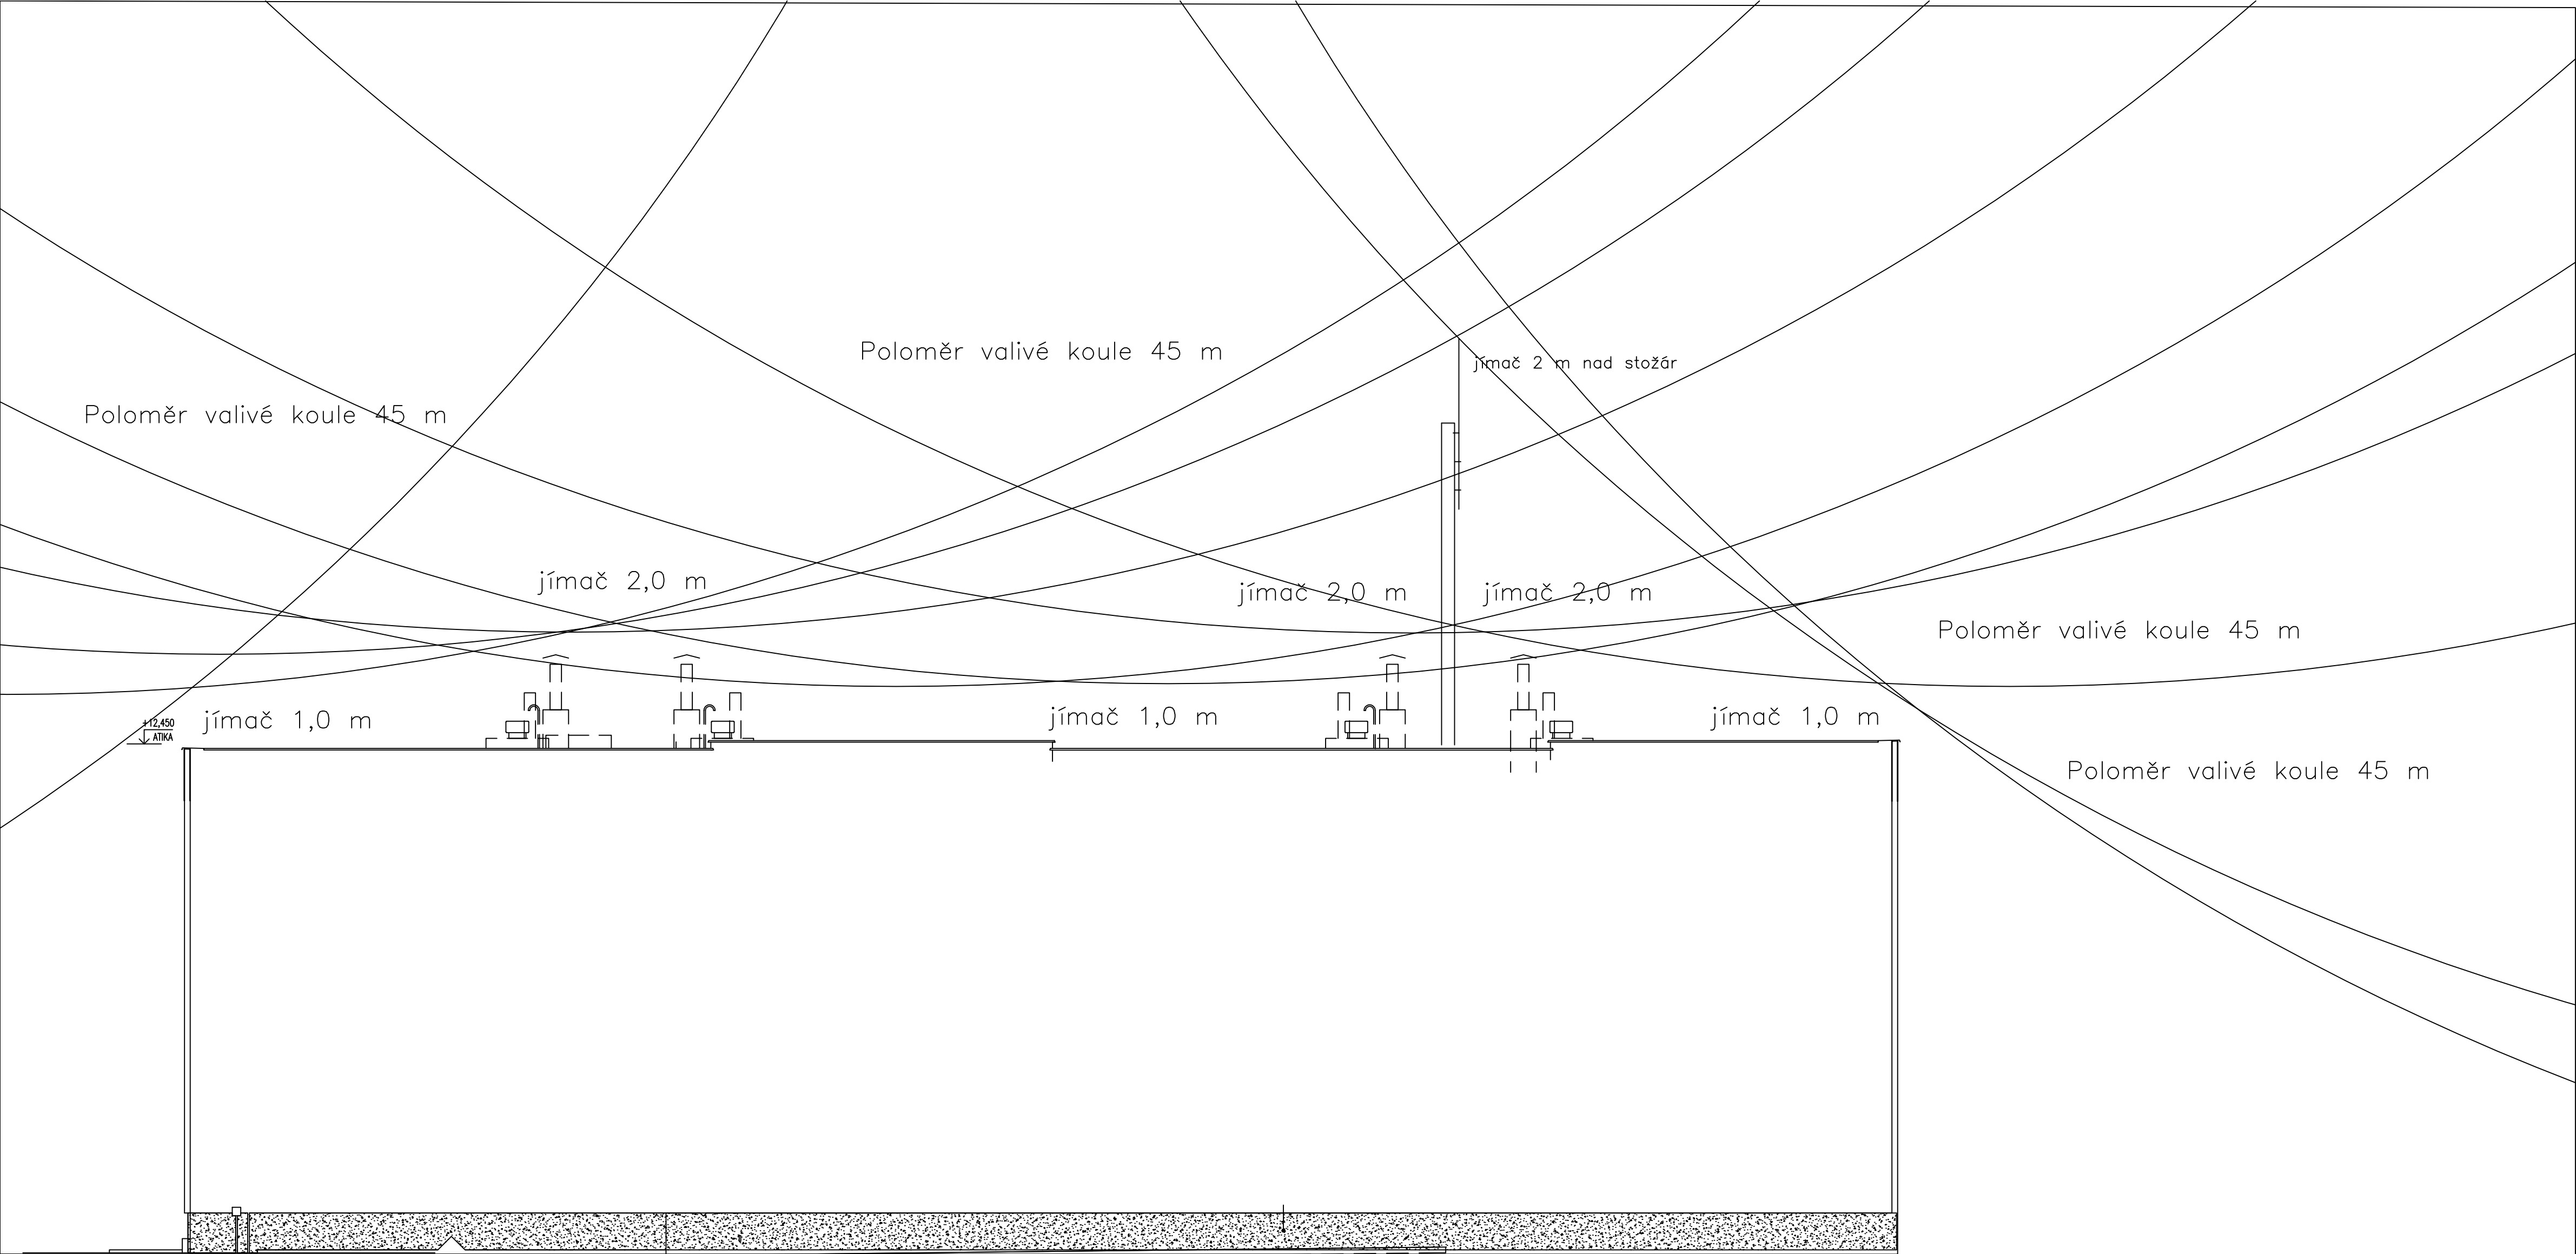 Poloměr valivé koule 45 m
jímač 2 m nad stožár
Poloměr valivé koule 45 m
jímač 2,0 m
jímač 2,0 m
jímač 2,0 m
Poloměr valivé koule 45 m
+12,450
ATIKA
jímač 1,0 m
jímač 1,0 m
jímač 1,0 m
Poloměr valivé koule 45 m